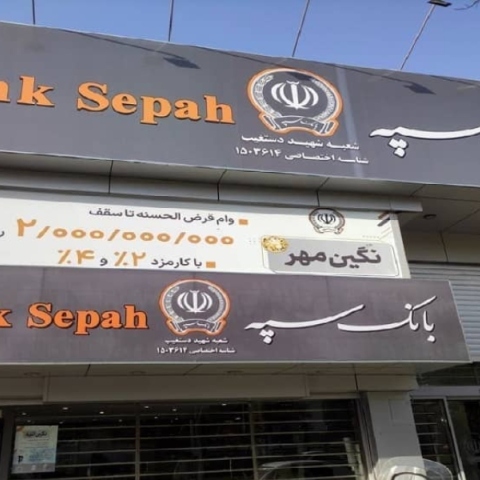 nk Sepah
سپه
شعبه شهید دستغیب
شناسه اختصاصی ۱۵۰۳۶۱۴
وام قرض الحسنه تا سقف
۲/۰۰۰/۰۰۰/۰۰۰
با کارمزد ۲٪ و ۴٪
نگین مهر
k Sepah
بانک سپه
شعبه شهید دستغیب
شناسه اختصاصی ۱۵۰۳۶۱۴